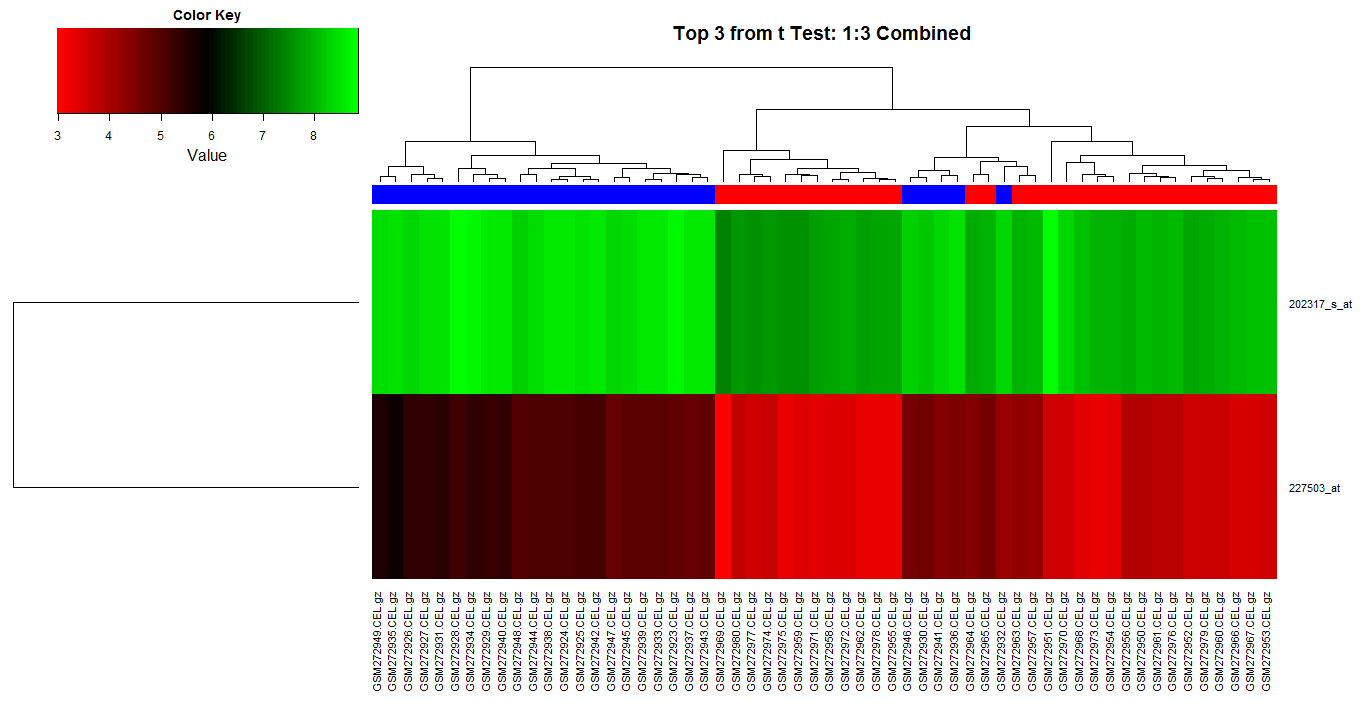 Color Key
3 4 5 6 7 8
Value
Top 3 from t Test: 1:3 Combined
202317_s_at
227503_at
GSM272949.CEL.gz
GSM272935.CEL.gz
GSM272926.CEL.gz
GSM272927.CEL.gz
GSM272931.CEL.gz
GSM272928.CEL.gz
GSM272934.CEL.gz
GSM272929.CEL.gz
GSM272940.CEL.gz
GSM272948.CEL.gz
GSM272944.CEL.gz
GSM272938.CEL.gz
GSM272924.CEL.gz
GSM272925.CEL.gz
GSM272942.CEL.gz
GSM272947.CEL.gz
GSM272945.CEL.gz
GSM272939.CEL.gz
GSM272933.CEL.gz
GSM272923.CEL.gz
GSM272937.CEL.gz
GSM272943.CEL.gz
GSM272969.CEL.gz
GSM272980.CEL.gz
GSM272977.CEL.gz
GSM272974.CEL.gz
GSM272975.CEL.gz
GSM272959.CEL.gz
GSM272971.CEL.gz
GSM272958.CEL.gz
GSM272972.CEL.gz
GSM272962.CEL.gz
GSM272978.CEL.gz
GSM272955.CEL.gz
GSM272946.CEL.gz
GSM272930.CEL.gz
GSM272941.CEL.gz
GSM272936.CEL.gz
GSM272964.CEL.gz
GSM272965.CEL.gz
GSM272932.CEL.gz
GSM272963.CEL.gz
GSM272957.CEL.gz
GSM272951.CEL.gz
GSM272970.CEL.gz
GSM272968.CEL.gz
GSM272973.CEL.gz
GSM272954.CEL.gz
GSM272956.CEL.gz
GSM272950.CEL.gz
GSM272961.CEL.gz
GSM272976.CEL.gz
GSM272952.CEL.gz
GSM272979.CEL.gz
GSM272960.CEL.gz
GSM272966.CEL.gz
GSM272967.CEL.gz
GSM272953.CEL.gz